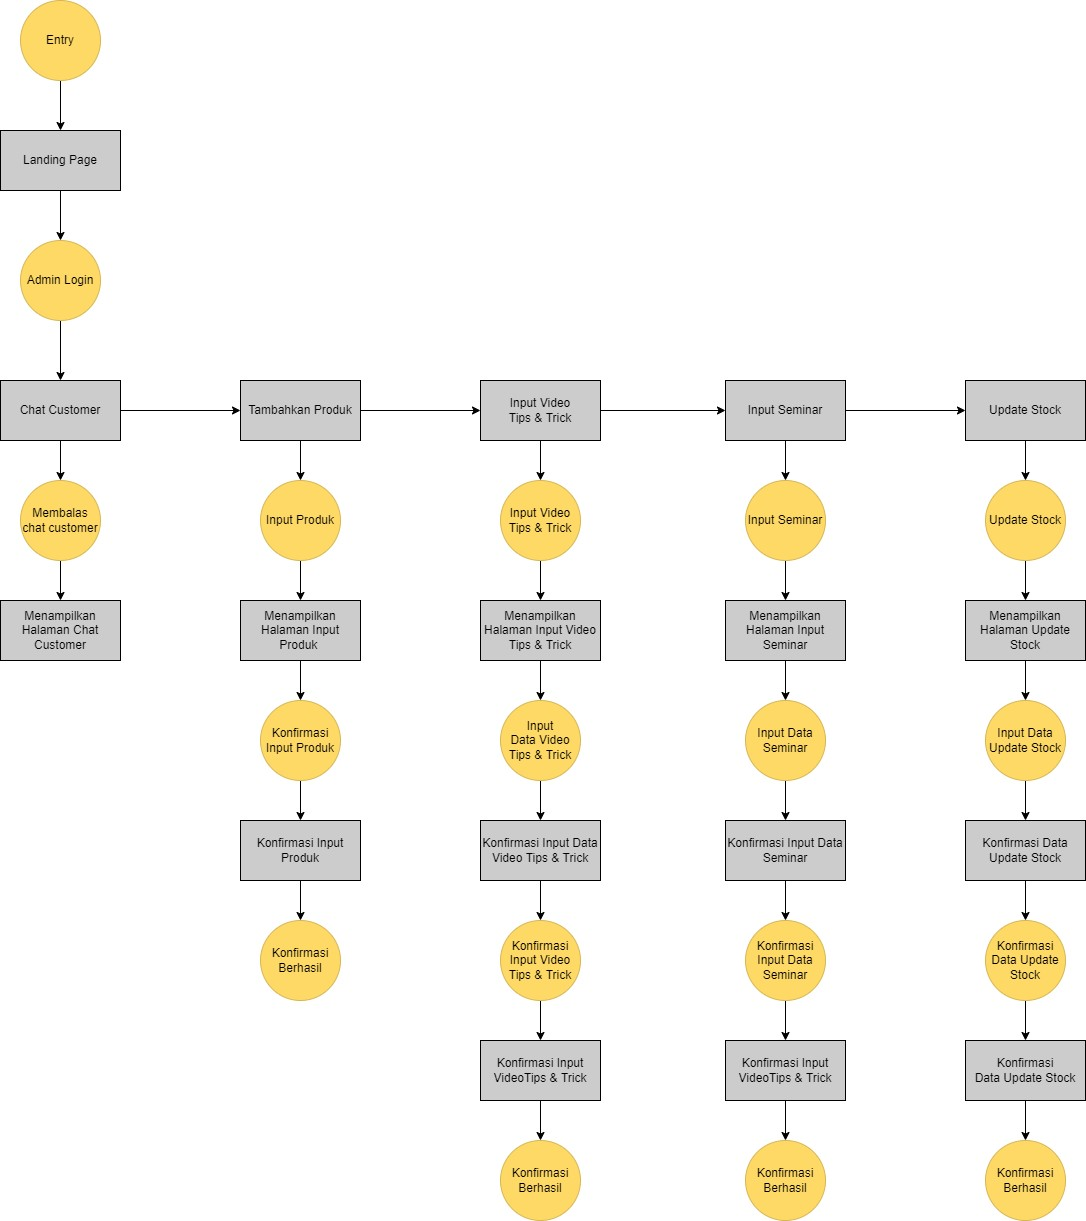 Entry
Landing Page
Admin Login
Chat Customer
Tambahkan Produk
Input Video
Tips & Trick
Input Seminar
Update Stock
Membalas
chat customer
Input Produk
Input Video
Tips & Trick
Input Seminar
Update Stock
Menampilkan
Halaman Chat
Customer
Menampilkan
Halaman Input
Produk
Menampilkan
Halaman Input Video
Tips & Trick
Menampilkan
Halaman Input
Seminar
Menampilkan
Halaman Update
Stock
Konfirmasi
Input Produk
Input
Data Video
Tips & Trick
Input Data
Seminar
Input Data
Update Stock
Konfirmasi Input
Produk
Konfirmasi Input Data
Video Tips & Trick
Konfirmasi Input Data
Seminar
Konfirmasi Data
Update Stock
Konfirmasi
Berhasil
Konfirmasi
Input Video
Tips & Trick
Konfirmasi
Input Data
Seminar
Konfirmasi
Data Update
Stock
Konfirmasi Input
VideoTips & Trick
Konfirmasi Input
VideoTips & Trick
Konfirmasi
Data Update Stock
Konfirmasi
Berhasil
Konfirmasi
Berhasil
Konfirmasi
Berhasil